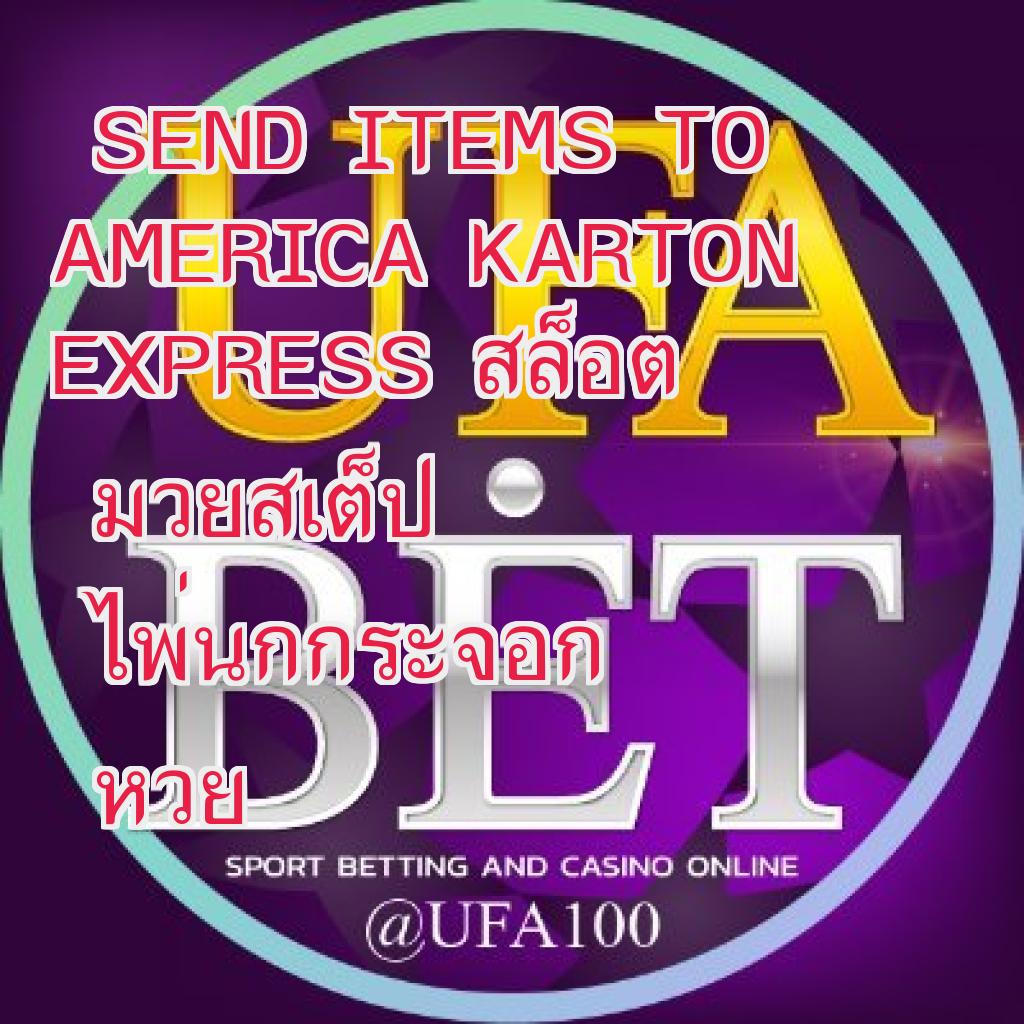 SEND ITEMS TO
AMERICA KARTON
EXPRESS สล็อต
มวยสเต็ป
ไพ่นกกระจอก
หวย
UFA
BET
SPORT BETTING AND CASINO ONLINE
@UFA100